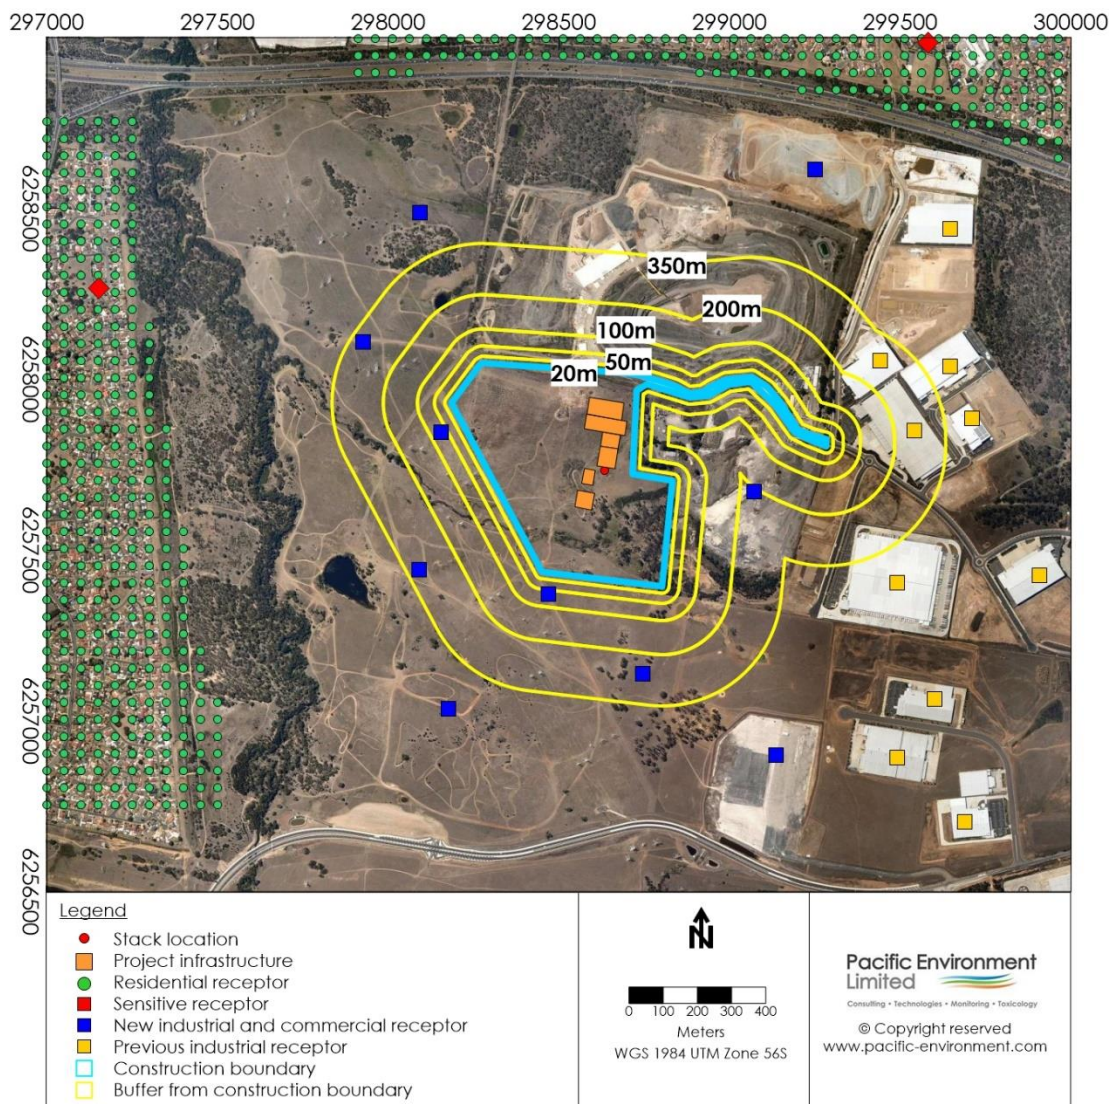 297000 297500 298000 298500 299000 299500 300000
6258500
6258000
6257500
6257000
6256500
350m
200m
100m
50m
20m
Legend
Stack location
Project infrastructure
Residential receptor
Sensitive receptor
New industrial and commercial receptor
Previous industrial receptor
Construction boundary
Buffer from construction boundary
N
0 100 200 300 400
Meters
WGS 1984 UTM Zone 56S
Pacific Environment
Limited
Consulting • Technologies • Monitoring • Toxicology
© Copyright reserved
www.pacific-environment.com